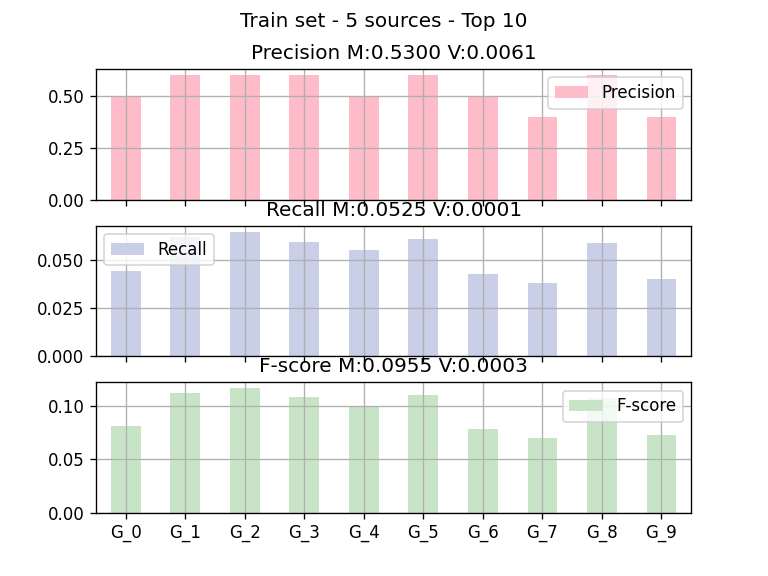 Train set - 5 sources - Top 10
Precision M:0.5300 V:0.0061
0.50
0.25
0.00
Precision
Recall M:0.0525 V:0.0001
0.050
0.025
0.000
Recall
F-score M:0.0955 V:0.0003
0.10
0.05
0.00
F-score
G_0 G_1 G_2 G_3 G_4 G_5 G_6 G_7 G_8 G_9